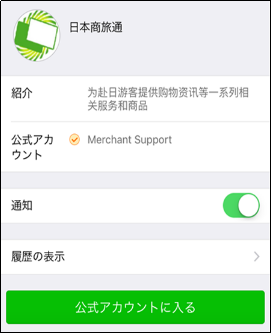 日本商旅通
紹介
为赴日游客提供购物资讯等一系列相
关服务和商品
公式アカ
ウント
Merchant Support
通知
履歴の表示
公式アカウントに入る